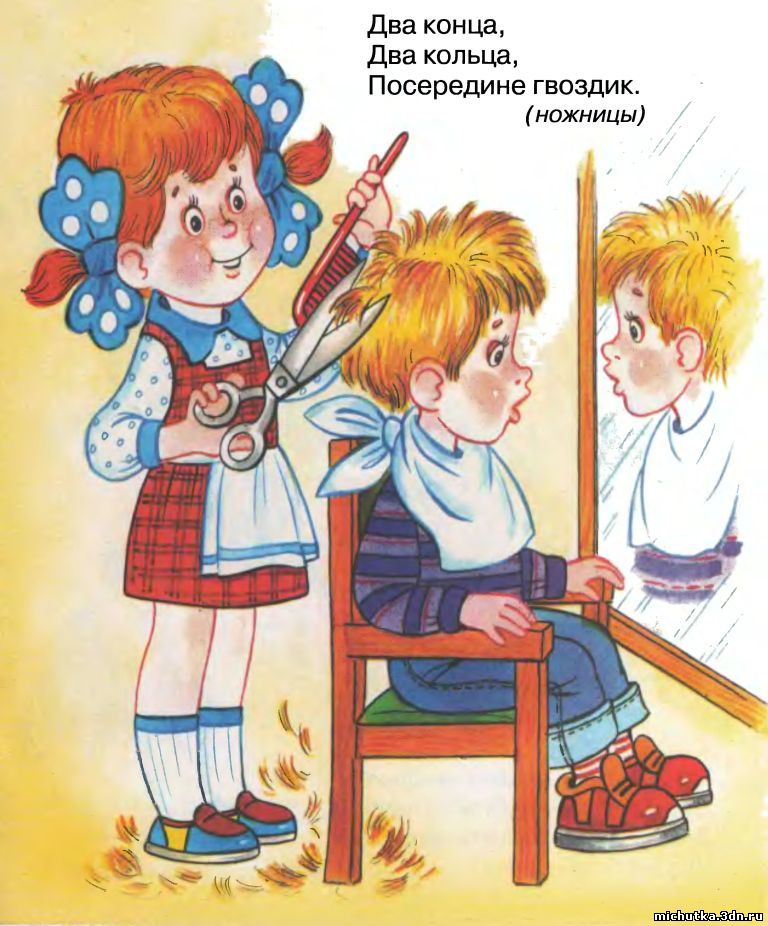 Два конца,
Два кольца,
Посередине гвоздик.
(ножницы)
michutka.3dn.ru